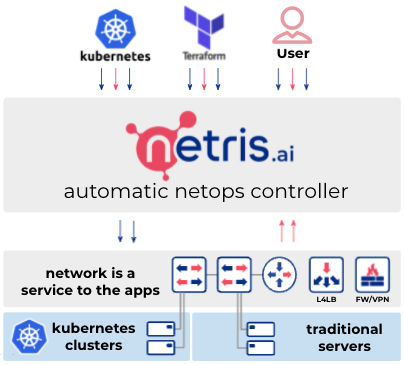 kubernetes
Terraform
User
netris.ai
automatic netops controller
network is a
service to the apps
L4LB
FW/VPN
kubernetes
clusters
traditional
servers